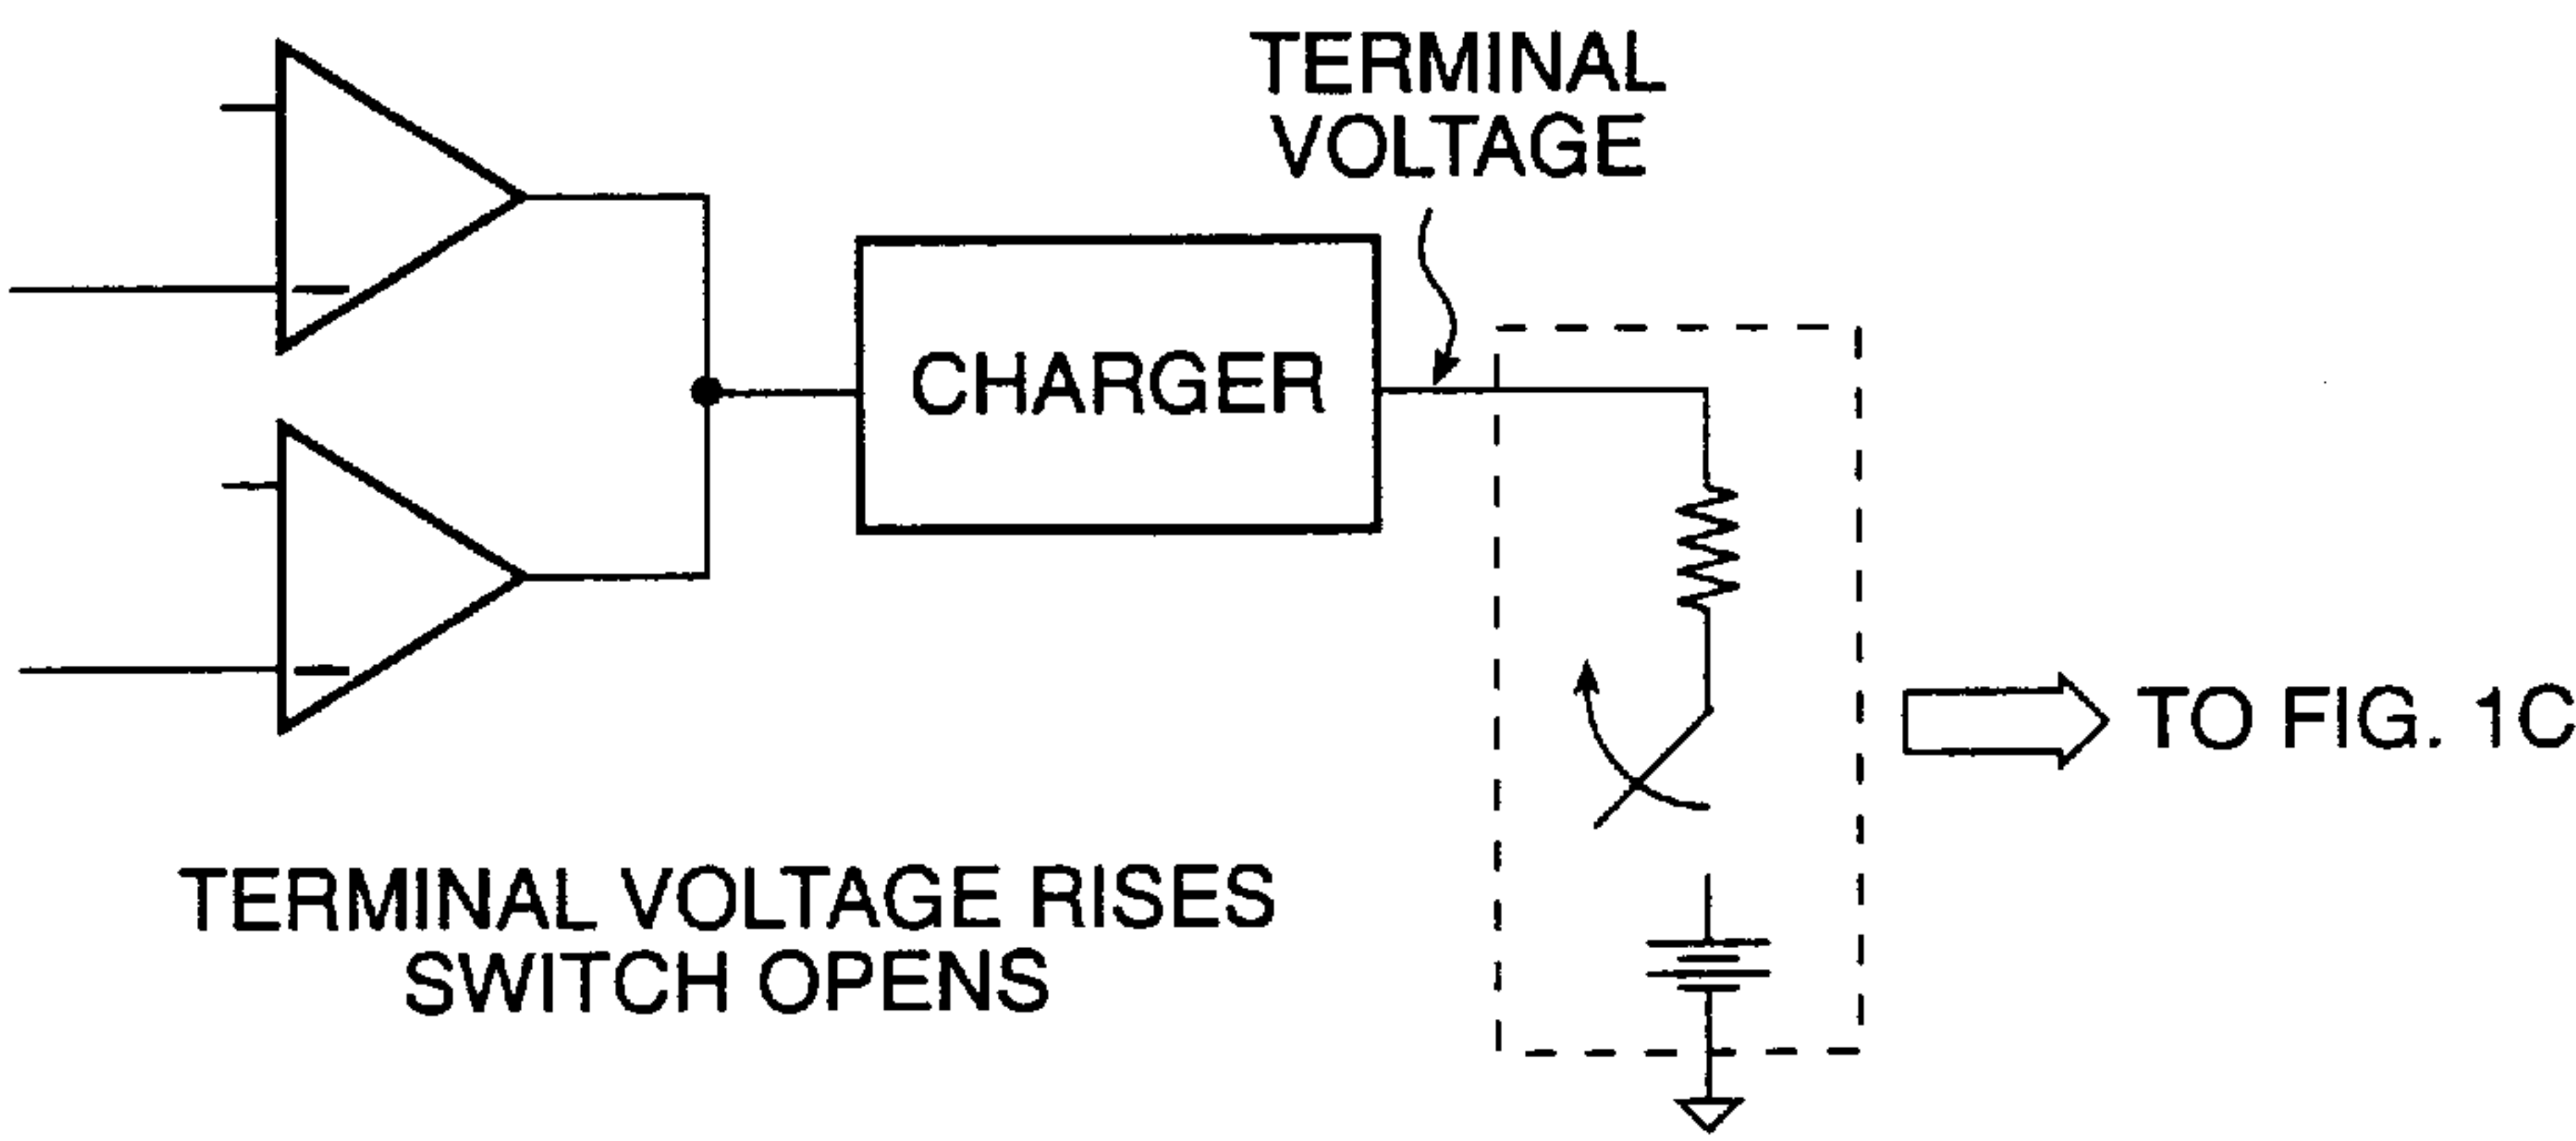 TERMINAL
VOLTAGE
CHARGER
TO FIG. 1C
TERMINAL VOLTAGE RISES
SWITCH OPENS